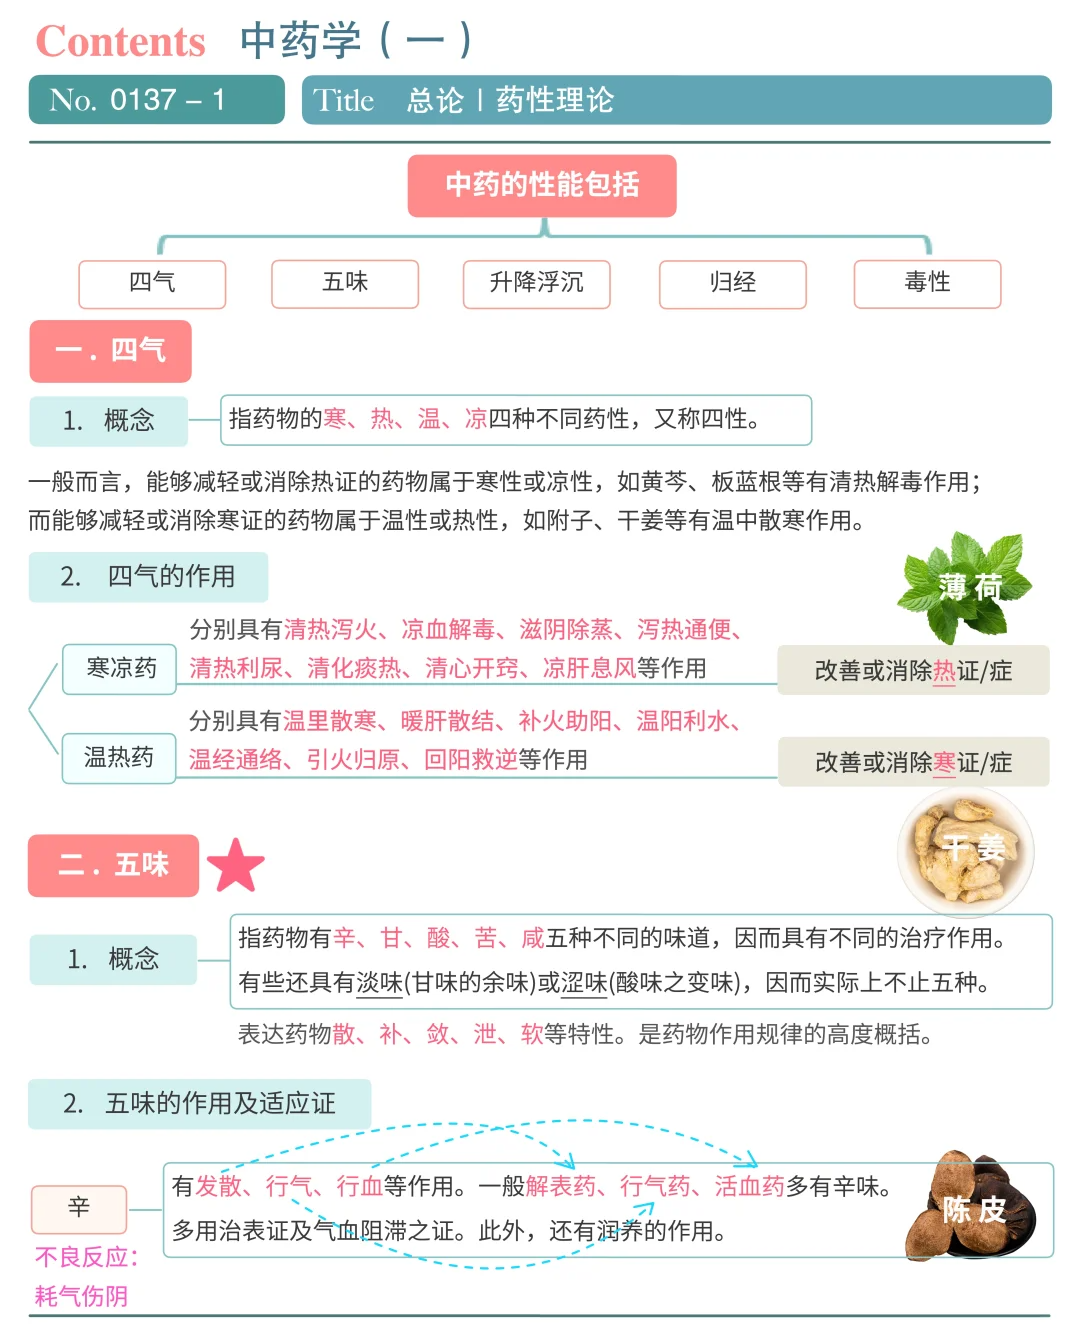 Contents 中药学（一）
No. 0137 – 1 Title 总论丨药性理论
中药的性能包括
四气 五味 升降浮沉 归经 毒性
一. 四气
1. 概念 指药物的寒、热、温、凉四种不同药性，又称四性。
一般而言，能够减轻或消除热证的药物属于寒性或凉性，如黄芩、板蓝根等有清热解毒作用；
而能够减轻或消除寒证的药物属于温性或热性，如附子、干姜等有温中散寒作用。
2. 四气的作用
薄荷
分别具有清热泻火、凉血解毒、滋阴除蒸、泻热通便、
寒凉药 清热利尿、清化痰热、清心开窍、凉肝息风等作用 改善或消除热证/症
分别具有温里散寒、暖肝散结、补火助阳、温阳利水、
温热药 温经通络、引火归原、回阳救逆等作用 改善或消除寒证/症
干姜
二. 五味
1. 概念 指药物有辛、甘、酸、苦、咸五种不同的味道，因而具有不同的治疗作用。
有些还具有淡味(甘味的余味)或涩味(酸味之变味)，因而实际上不止五种。
表达药物散、补、敛、泄、软等特性。是药物作用规律的高度概括。
2. 五味的作用及适应证
辛 有发散、行气、行血等作用。一般解表药、行气药、活血药多有辛味。
多用治表证及气血阻滞之证。此外，还有润养的作用。
陈皮
不良反应：
耗气伤阴